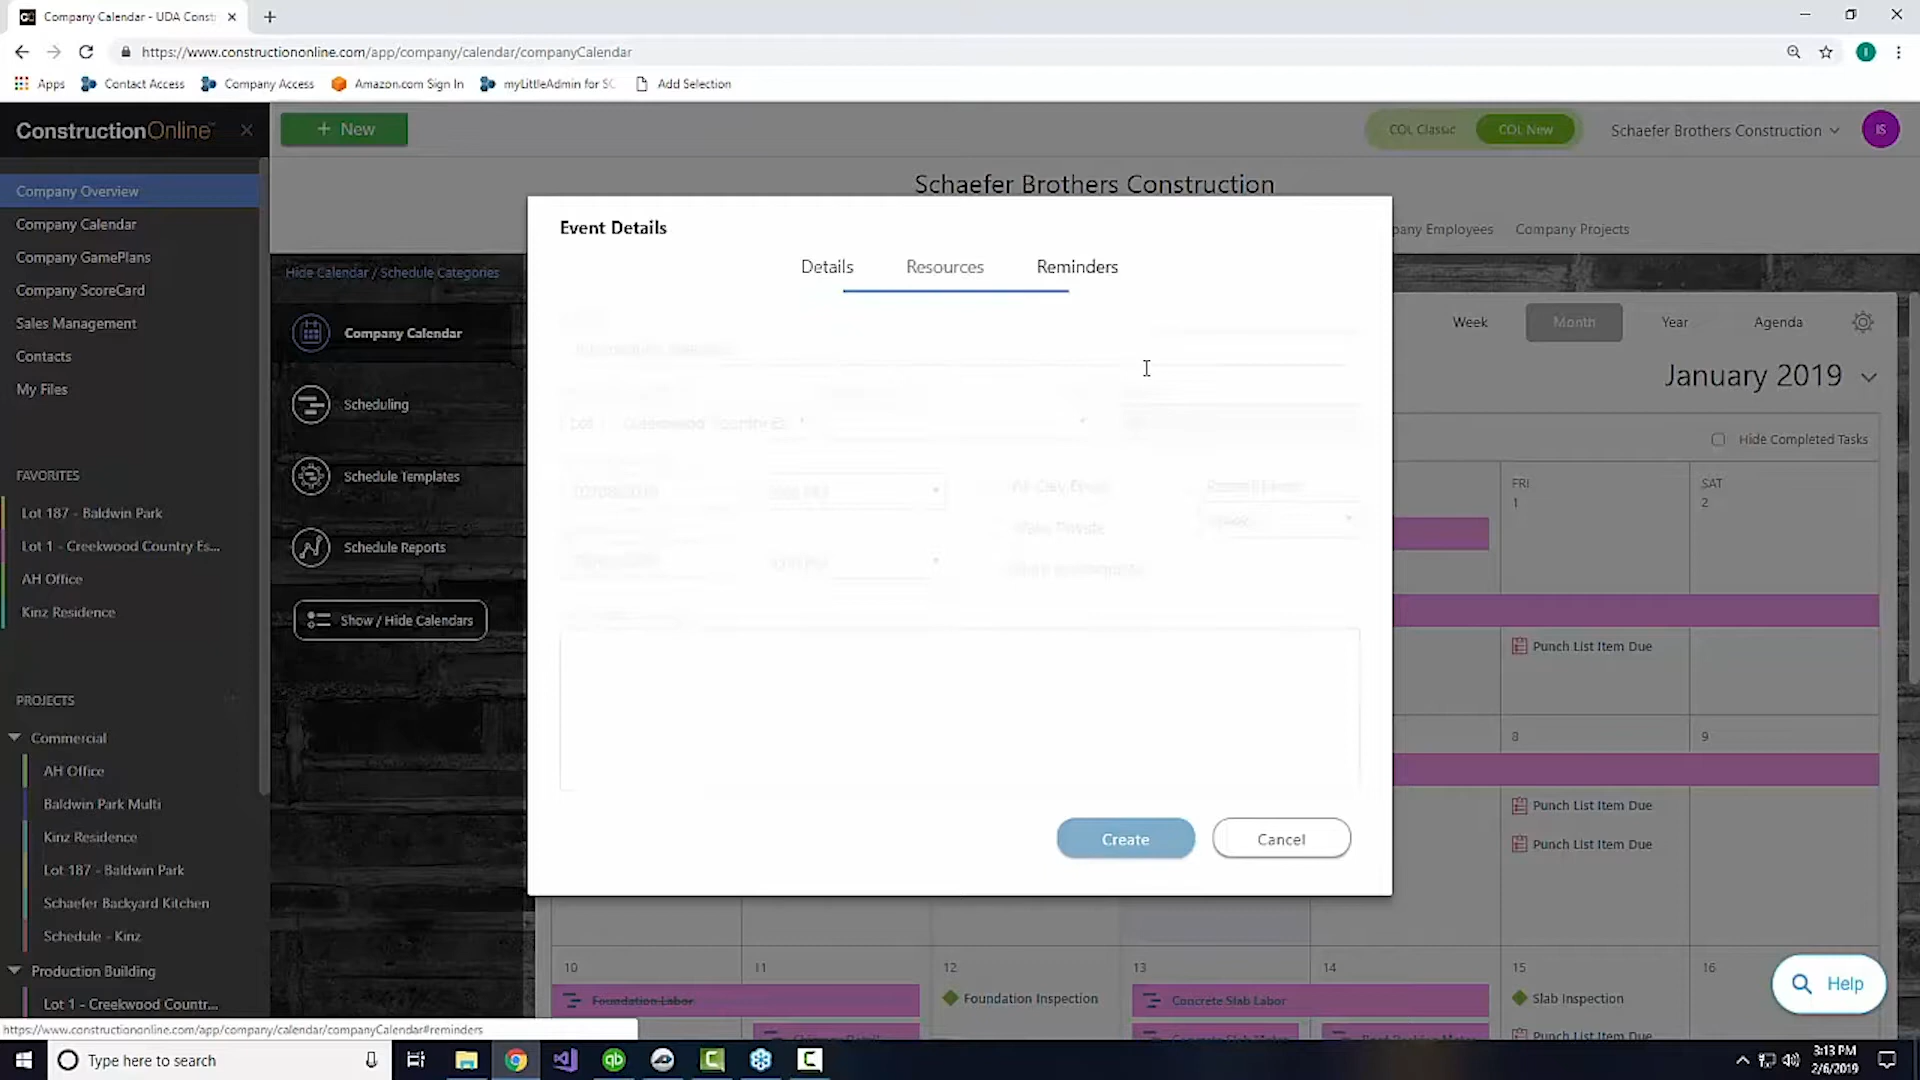 Company Calendar - UDA Const
https://www.constructiononline.com/app/company/calendar/companyCalendar
I
Apps
Contact Access
Company Access
Amazon.com Sign In
myLittleAdmin for SQ
Add Selection
ConstructionOnline™
+ New
COL Classic
COL New
Schaefer Brothers Construction
IS
Company Overview
Company Calendar
Company GamePlans
Company ScoreCard
Sales Management
Contacts
My Files
FAVORITES
Lot 187 - Baldwin Park
Lot 1 - Creekwood Country Es...
AH Office
Kinz Residence
PROJECTS
Commercial
AH Office
Baldwin Park Multi
Kinz Residence
Lot 187 - Baldwin Park
Schaefer Backyard Kitchen
Schedule - Kinz
Production Building
Lot 1 - Creekwood Countr...
Schaefer Brothers Construction
pany Employees
Company Projects
Hide Calendar / Schedule Categories
Company Calendar
Scheduling
Schedule Templates
Schedule Reports
Show / Hide Calendars
Event Details
Details
Resources
Reminders
Create
Cancel
Week
Month
Year
Agenda
January 2019
Hide Completed Tasks
FRI
1
SAT
2
Punch List Item Due
8
9
Punch List Item Due
Punch List Item Due
10
11
12
13
14
15
16
Foundation Labor
Foundation Inspection
Concrete Slab Labor
Slab Inspection
Punch List Item Due
Help
https://www.constructiononline.com/app/company/calendar/companyCalendar#reminders
Type here to search
qb
3:13 PM
2/6/2019